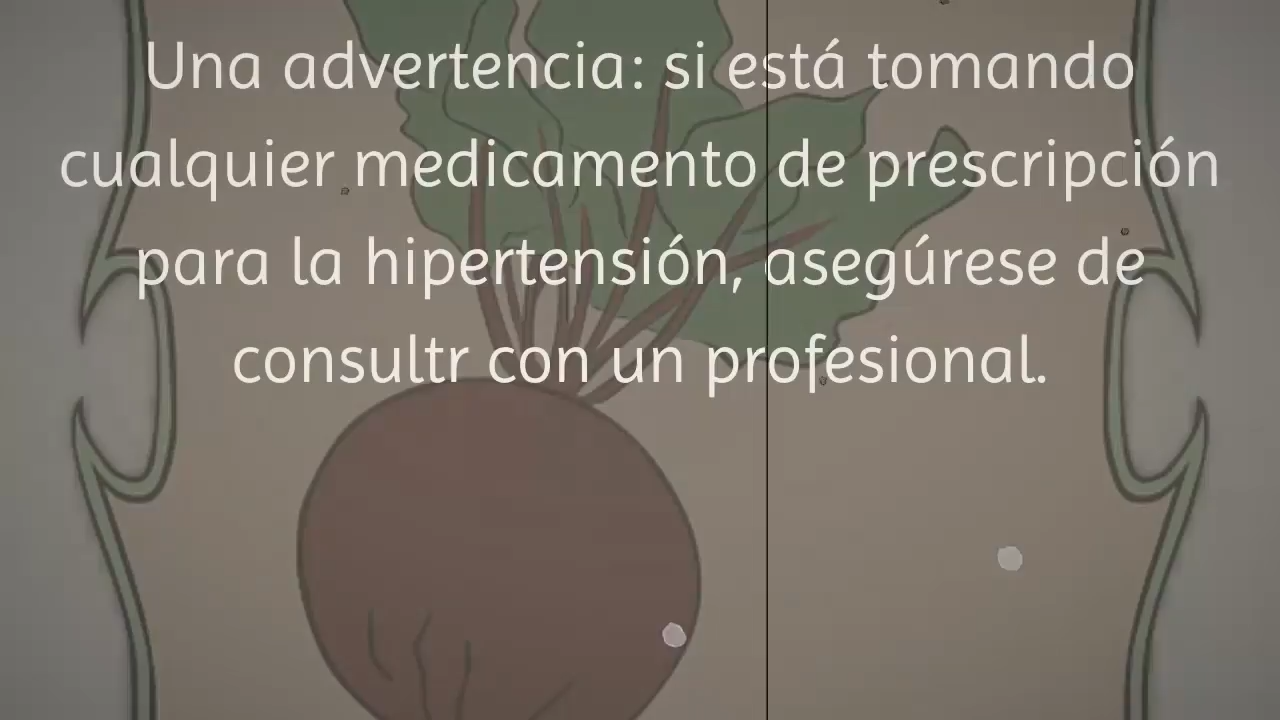 Una advertencia: si está tomando
cualquier medicamento de prescripción
para la hipertensión, asegúrese de
consultr con un profesional.